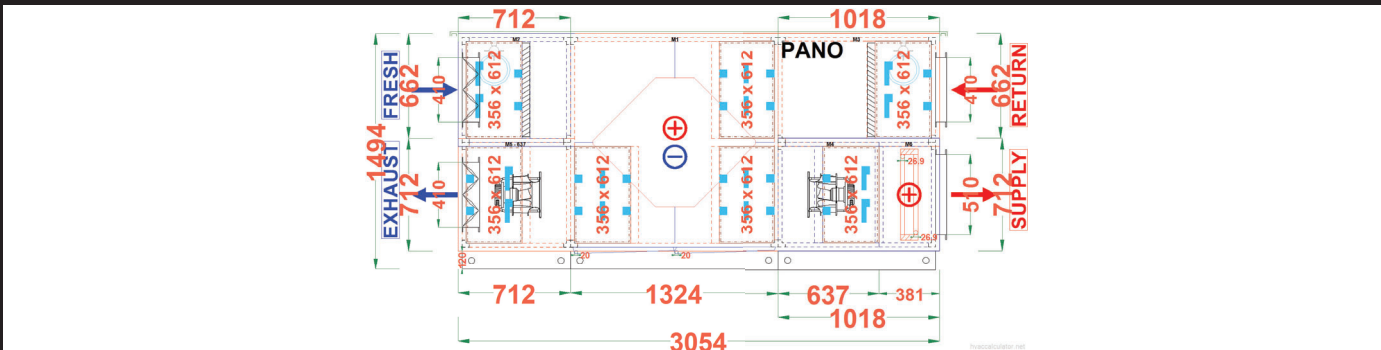 712
1018
M2
M1
M3
PANO
FRESH
662
410
356 x 612
356 x 612
356 x 612
410
662
RETURN
1494
M5 - 637
M4
M6
EXHAUST
712
410
356 x 612
356 x 612
356 x 612
356 x 612
26,9
26,9
510
712
SUPPLY
120
20
20
712
1324
637
381
1018
3054
hvaccalculator.net